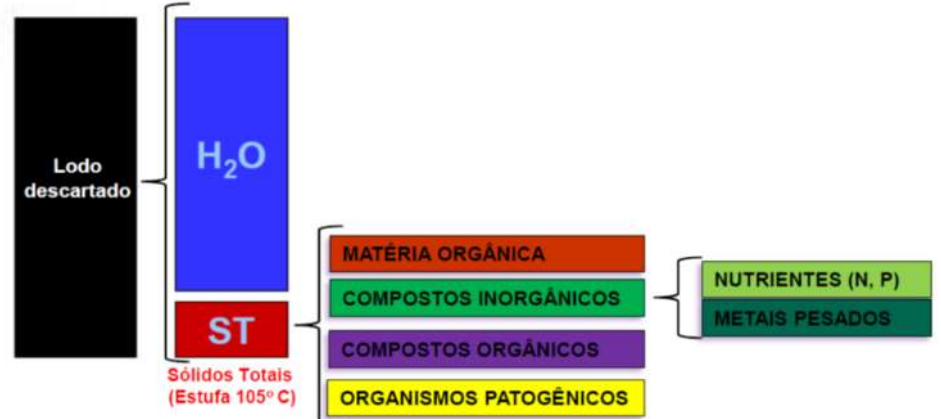 Lodo
descartado
H₂O
ST
Sólidos Totais
(Estufa 105º C)
MATÉRIA ORGÂNICA
COMPOSTOS INORGÂNICOS
COMPOSTOS ORGÂNICOS
ORGANISMOS PATOGÊNICOS
NUTRIENTES (N, P)
METAIS PESADOS